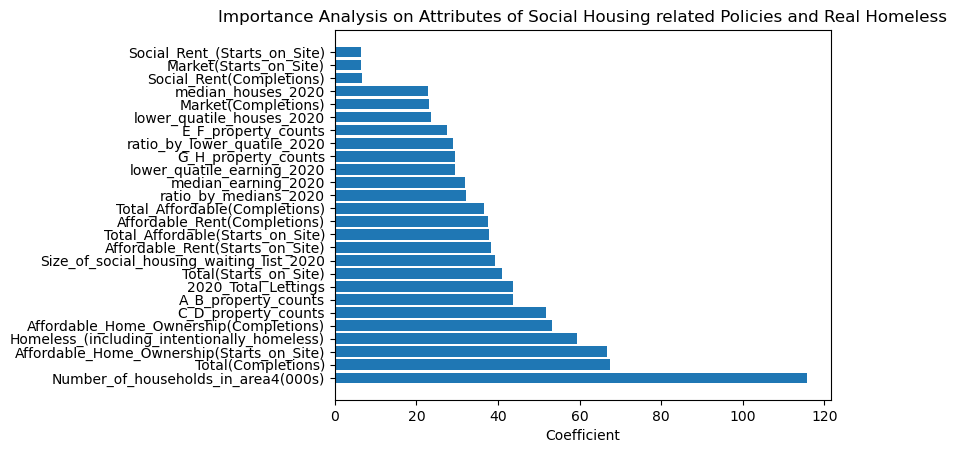 Importance Analysis on Attributes of Social Housing related Policies and Real Homeless
Social_Rent_(Starts_on_Site)
Market(Starts_on_Site)
Social_Rent(Completions)
median_houses_2020
Market(Completions)
lower_quatile_houses_2020
E_F_property_counts
ratio_by_lower_quatile_2020
G_H_property_counts
lower_quatile_earning_2020
median_earning_2020
ratio_by_medians_2020
Total_Affordable(Completions)
Affordable_Rent(Completions)
Total_Affordable(Starts_on_Site)
Affordable_Rent(Starts_on_Site)
Size_of_social_housing_waiting_list_2020
Total(Starts_on_Site)
2020_Total_Lettings
A_B_property_counts
C_D_property_counts
Affordable_Home_Ownership(Completions)
Homeless_(including_intentionally_homeless)
Affordable_Home_Ownership(Starts_on_Site)
Total(Completions)
Number_of_households_in_area4(000s)
0 20 40 60 80 100 120
Coefficient